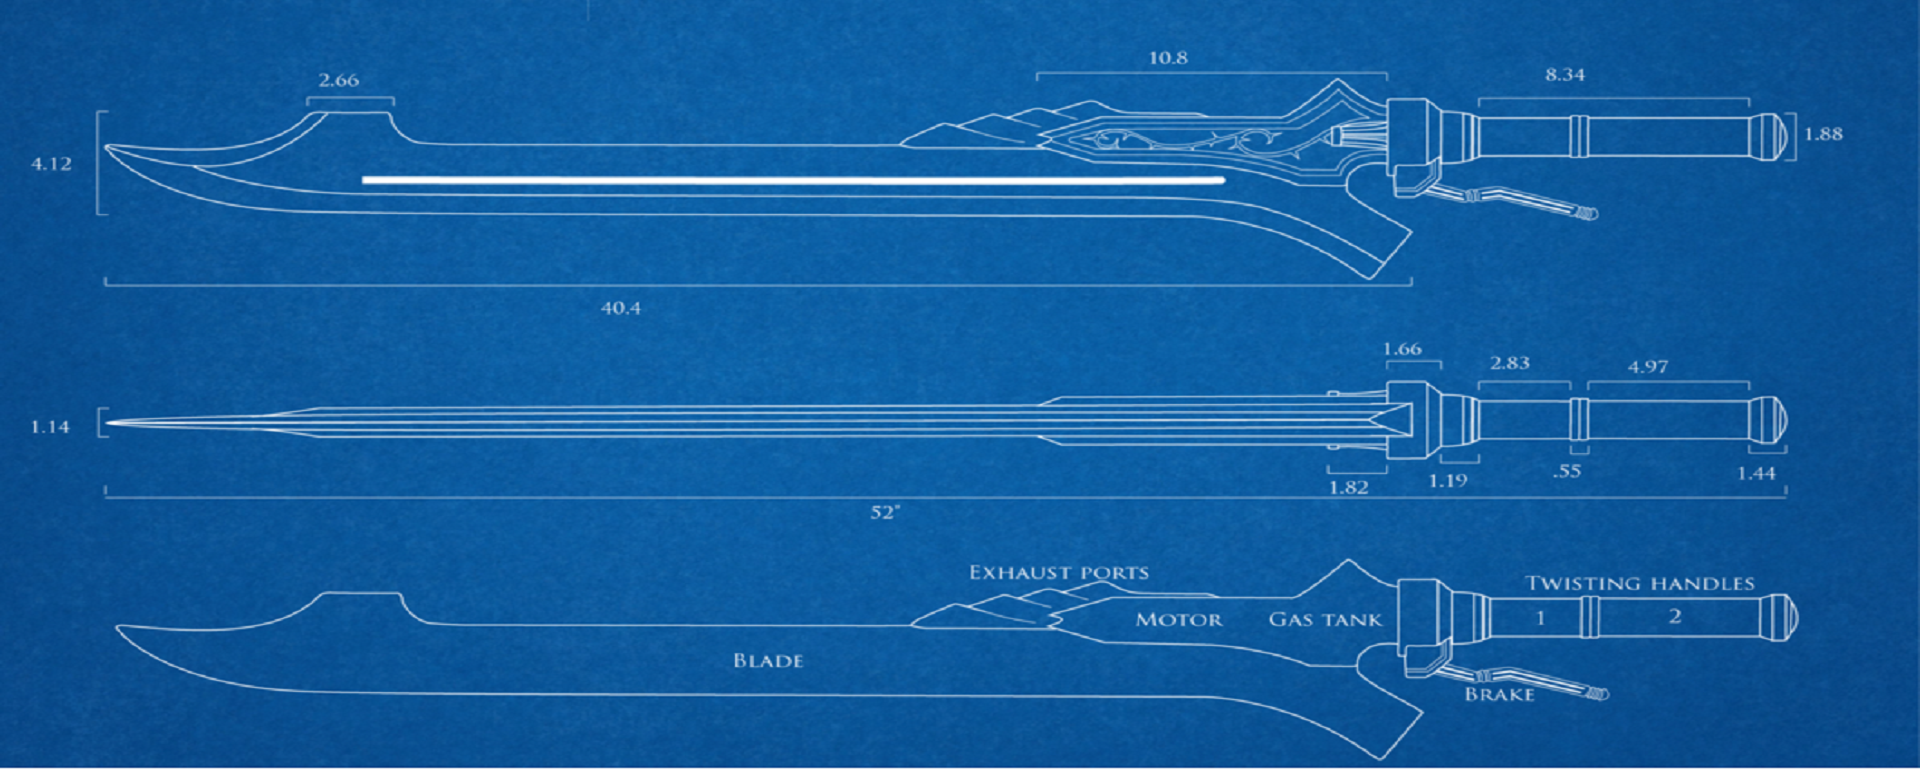 10.8
8.34
2.66
1.88
4.12
40.4
1.66
2.83
4.97
1.14
1.82
1.19
.55
1.44
52"
EXHAUST PORTS
TWISTING HANDLES
MOTOR
GAS TANK
1
2
BLADE
BRAKE